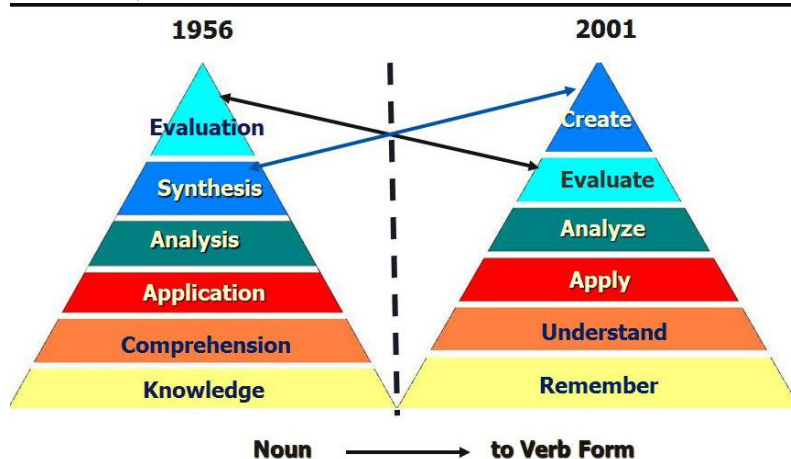 1956
2001
Evaluation
Synthesis
Analysis
Application
Comprehension
Knowledge
Create
Evaluate
Analyze
Apply
Understand
Remember
Noun to Verb Form